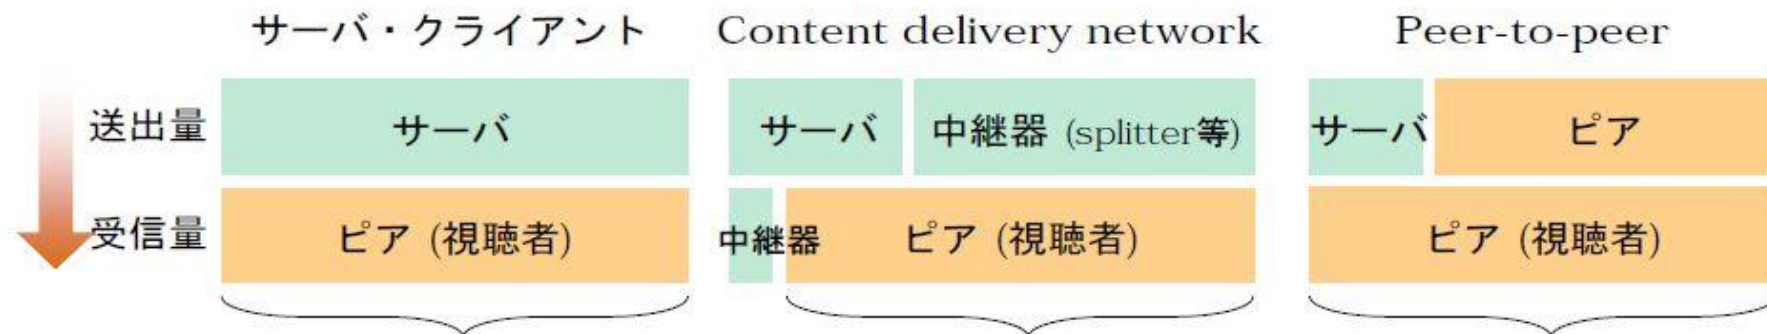 サーバ・クライアント Content delivery network Peer-to-peer
送出量 サーバ サーバ 中継器 (splitter等) サーバ ピア
受信量 ピア (視聴者) 中継器 ピア (視聴者) ピア (視聴者)